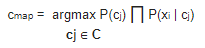 cmap = argmax P(cj) ∏ P(xi | cj)
cj ∈ C